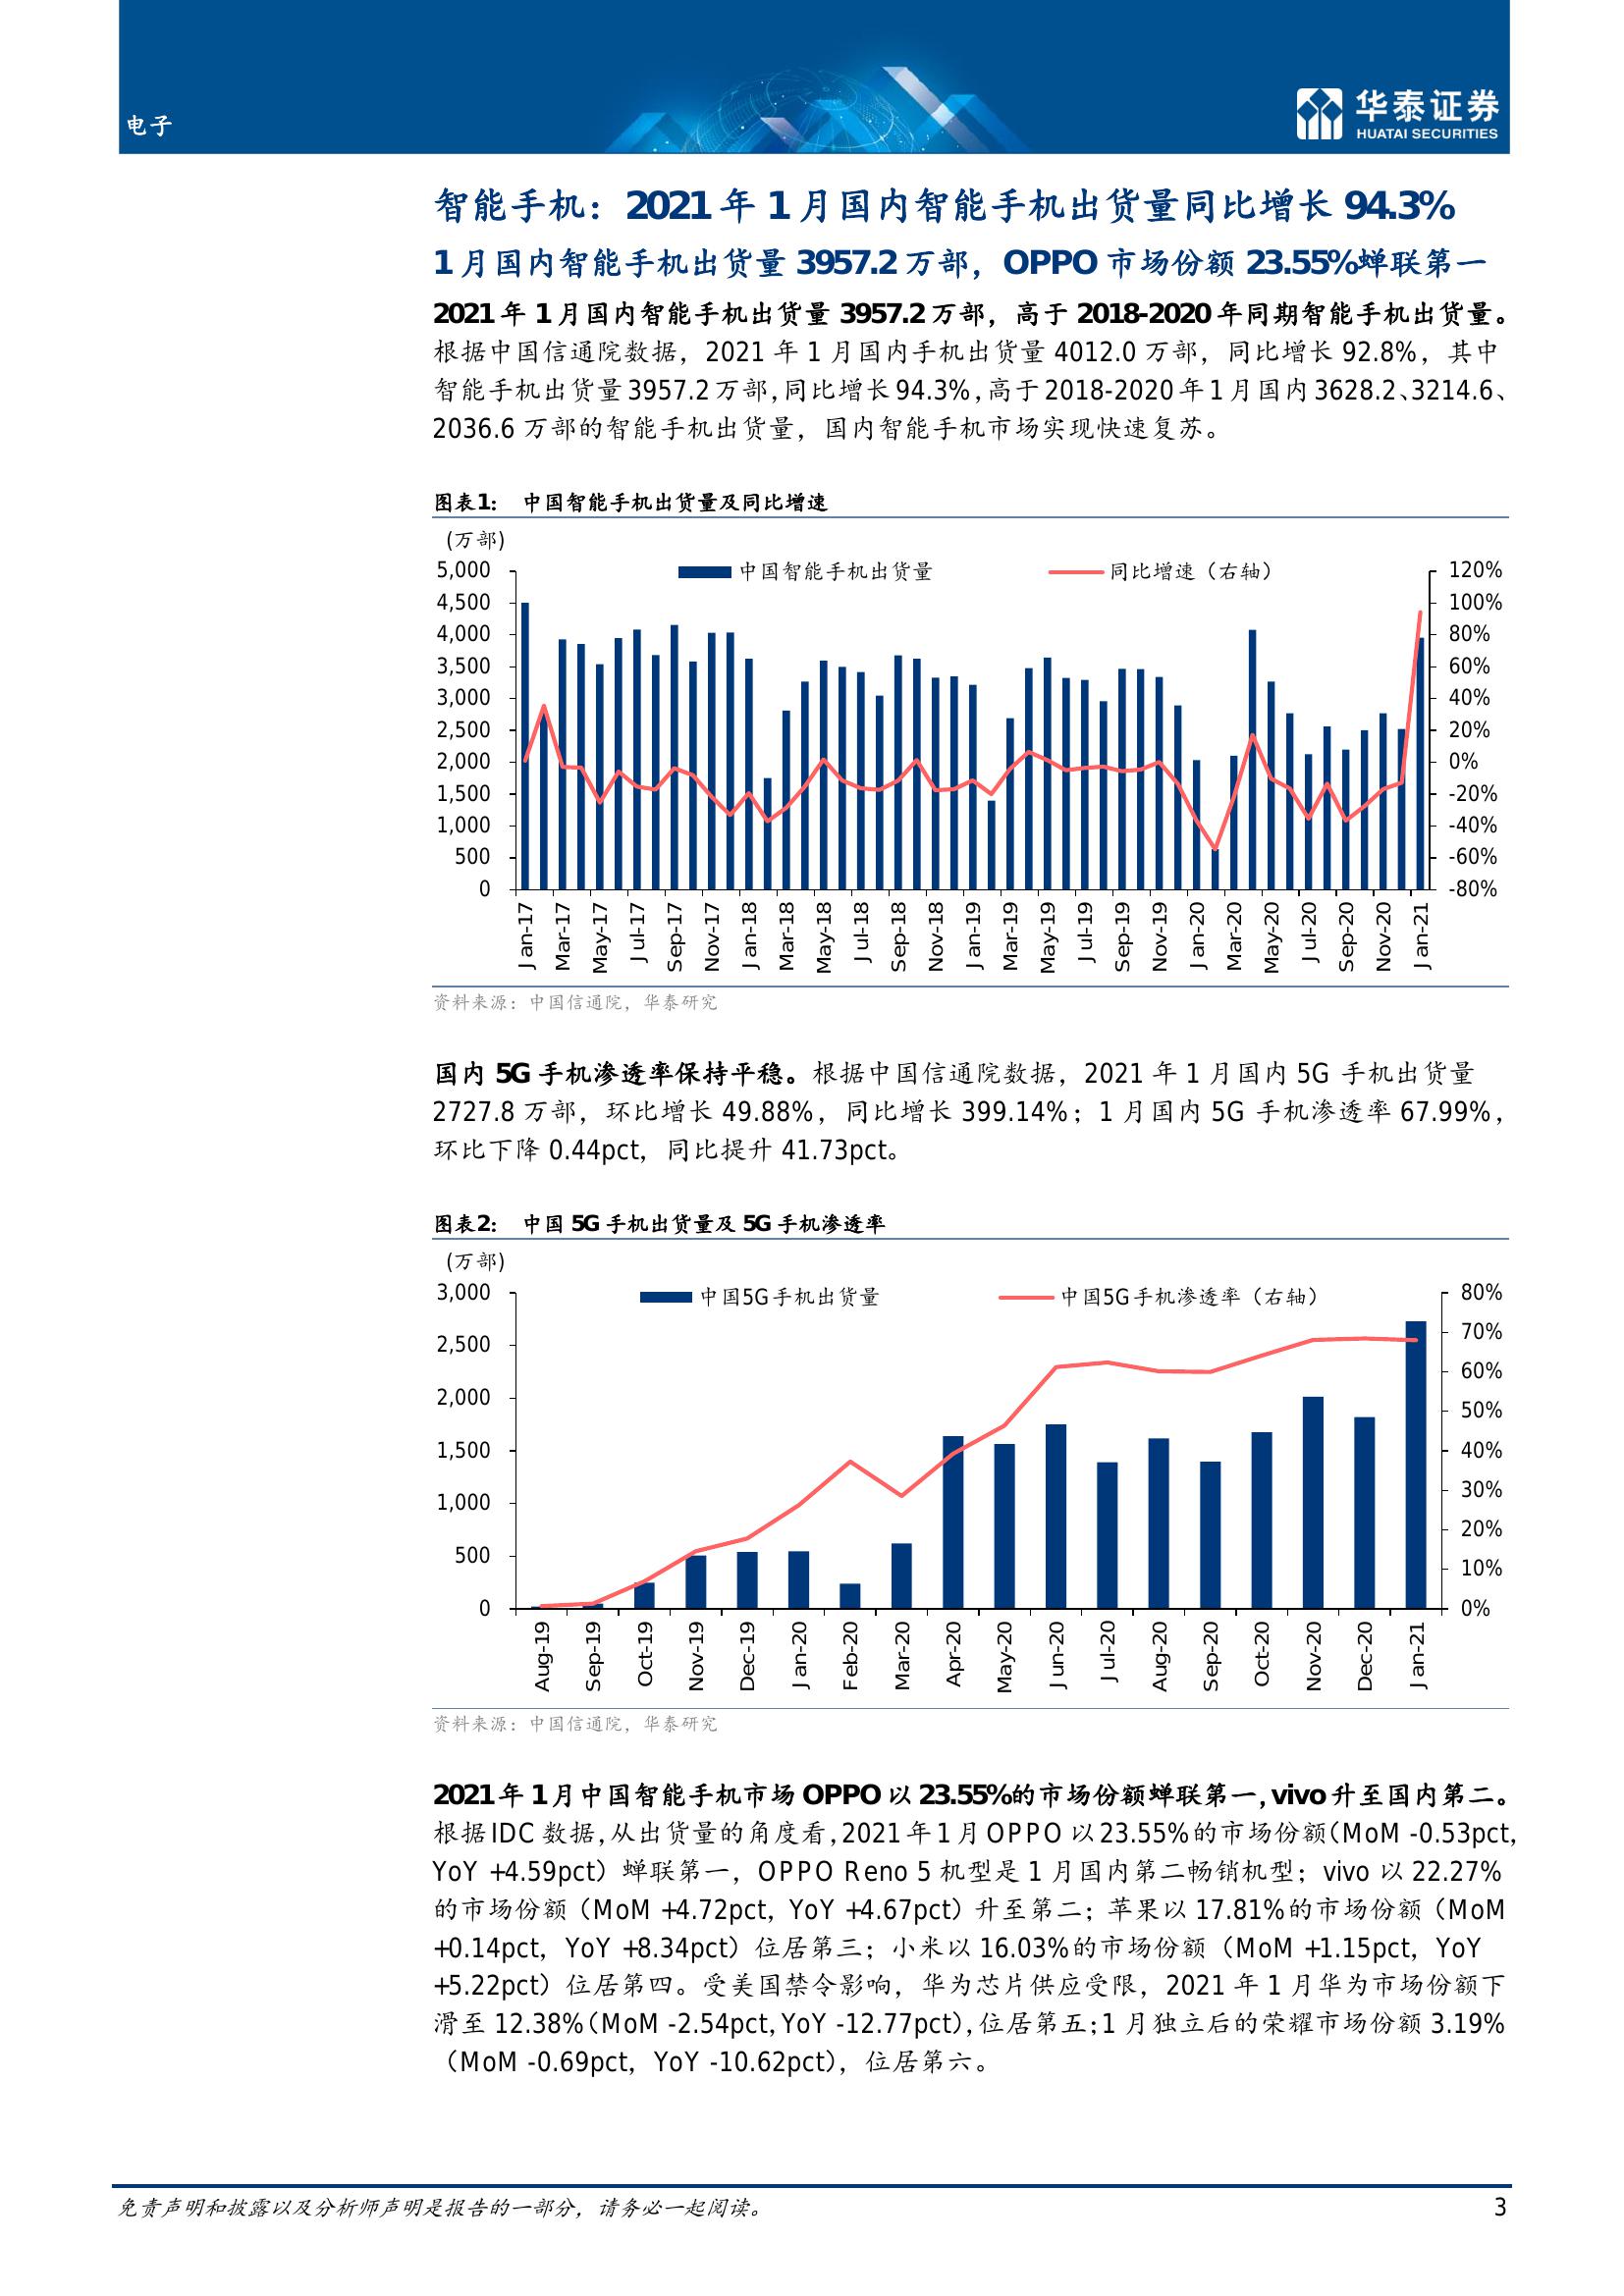 电子
华泰证券
HUATAI SECURITIES
智能手机：2021 年 1 月国内智能手机出货量同比增长 94.3%
1 月国内智能手机出货量 3957.2 万部，OPPO 市场份额 23.55%蝉联第一
2021 年 1 月国内智能手机出货量 3957.2 万部，高于 2018-2020 年同期智能手机出货量。
根据中国信通院数据，2021 年 1 月国内手机出货量 4012.0 万部，同比增长 92.8%，其中
智能手机出货量 3957.2 万部，同比增长 94.3%，高于 2018-2020 年 1 月国内 3628.2、3214.6、
2036.6 万部的智能手机出货量，国内智能手机市场实现快速复苏。
图表1： 中国智能手机出货量及同比增速
(万部)
中国智能手机出货量
同比增速（右轴）
5,000
4,500
4,000
3,500
3,000
2,500
2,000
1,500
1,000
500
0
120%
100%
80%
60%
40%
20%
0%
-20%
-40%
-60%
-80%
Jan-17
Mar-17
May-17
Jul-17
Sep-17
Nov-17
Jan-18
Mar-18
May-18
Jul-18
Sep-18
Nov-18
Jan-19
Mar-19
May-19
Jul-19
Sep-19
Nov-19
Jan-20
Mar-20
May-20
Jul-20
Sep-20
Nov-20
Jan-21
资料来源：中国信通院，华泰研究
国内 5G 手机渗透率保持平稳。根据中国信通院数据，2021 年 1 月国内 5G 手机出货量
2727.8 万部，环比增长 49.88%，同比增长 399.14%；1 月国内 5G 手机渗透率 67.99%，
环比下降 0.44pct，同比提升 41.73pct。
图表2： 中国 5G 手机出货量及 5G 手机渗透率
(万部)
中国5G手机出货量
中国5G手机渗透率（右轴）
3,000
2,500
2,000
1,500
1,000
500
0
80%
70%
60%
50%
40%
30%
20%
10%
0%
Aug-19
Sep-19
Oct-19
Nov-19
Dec-19
Jan-20
Feb-20
Mar-20
Apr-20
May-20
Jun-20
Jul-20
Aug-20
Sep-20
Oct-20
Nov-20
Dec-20
Jan-21
资料来源：中国信通院，华泰研究
2021 年 1 月中国智能手机市场 OPPO 以 23.55%的市场份额蝉联第一，vivo 升至国内第二。
根据 IDC 数据，从出货量的角度看，2021 年 1 月 OPPO 以 23.55%的市场份额（MoM -0.53pct，
YoY +4.59pct）蝉联第一，OPPO Reno 5 机型是 1 月国内第二畅销机型；vivo 以 22.27%
的市场份额（MoM +4.72pct，YoY +4.67pct）升至第二；苹果以 17.81%的市场份额（MoM
+0.14pct，YoY +8.34pct）位居第三；小米以 16.03%的市场份额（MoM +1.15pct，YoY
+5.22pct）位居第四。受美国禁令影响，华为芯片供应受限，2021 年 1 月华为市场份额下
滑至 12.38%（MoM -2.54pct，YoY -12.77pct），位居第五；1 月独立后的荣耀市场份额 3.19%
（MoM -0.69pct，YoY -10.62pct），位居第六。
免责声明和披露以及分析师声明是报告的一部分，请务必一起阅读。
3